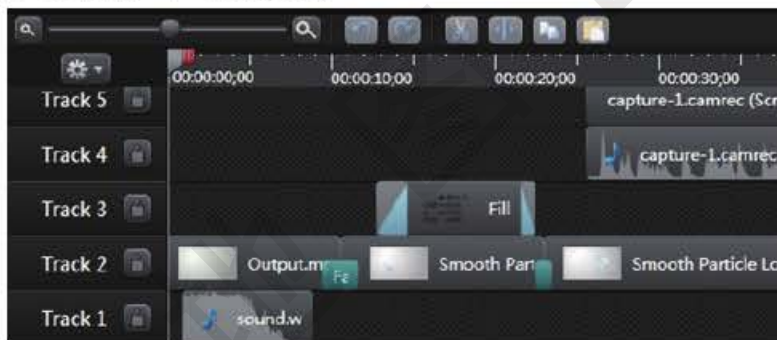 00:00:00;00 00:00:10;00 00:00:20;00 00:00:30;00
Track 5 capture-1.camrec (Scr
Track 4 capture-1.camrec
Track 3 Fill
Track 2 Output.m Fa Smooth Part Smooth Particle Lo
Track 1 sound.w